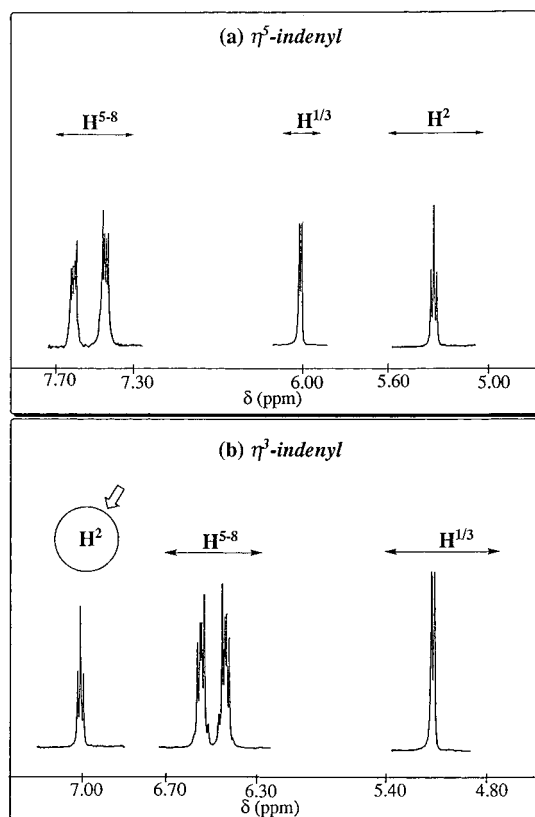 (a) η⁵-indenyl
H⁵⁻⁸ H¹/³ H²
7.70 7.30 6.00 5.60 5.00
δ (ppm)
(b) η³-indenyl
H² H⁵⁻⁸ H¹/³
7.00 6.70 6.30 5.40 4.80
δ (ppm)